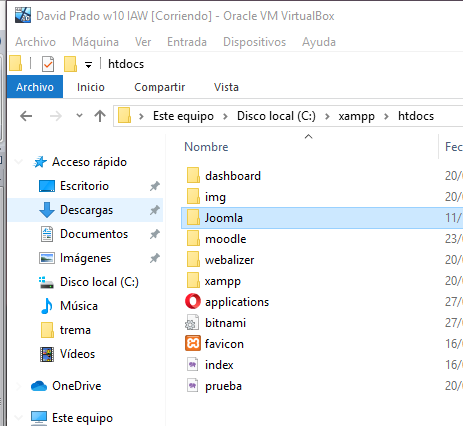 David Prado w10 IAW [Corriendo] - Oracle VM VirtualBox
Archivo Máquina Ver Entrada Dispositivos Ayuda
htdocs
Archivo Inicio Compartir Vista
Este equipo Disco local (C:) xampp htdocs
Nombre Fec
Acceso rápido
Escritorio
Descargas
Documentos
Imágenes
Disco local (C:)
Música
trema
Vídeos
OneDrive
Este equipo
dashboard 20/
img 20/
Joomla 11/
moodle 23/
webalizer 20/
xampp 20/
applications 27/
bitnami 27/
favicon 16/
index 16/
prueba 20/